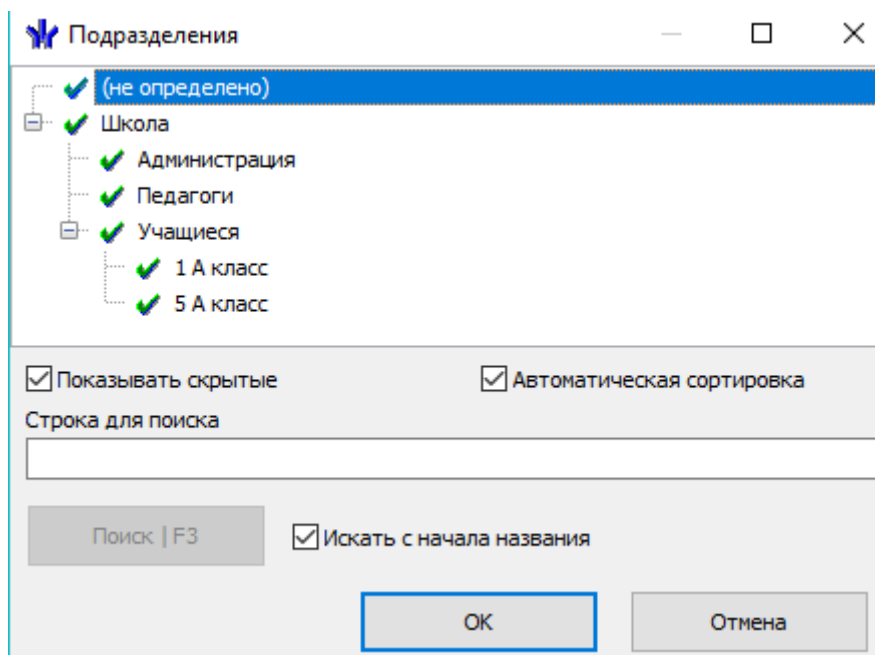 Подразделения
(не определено)
Школа
Администрация
Педагоги
Учащиеся
1 А класс
5 А класс
Показывать скрытые
Автоматическая сортировка
Строка для поиска
Поиск | F3
Искать с начала названия
ОК
Отмена